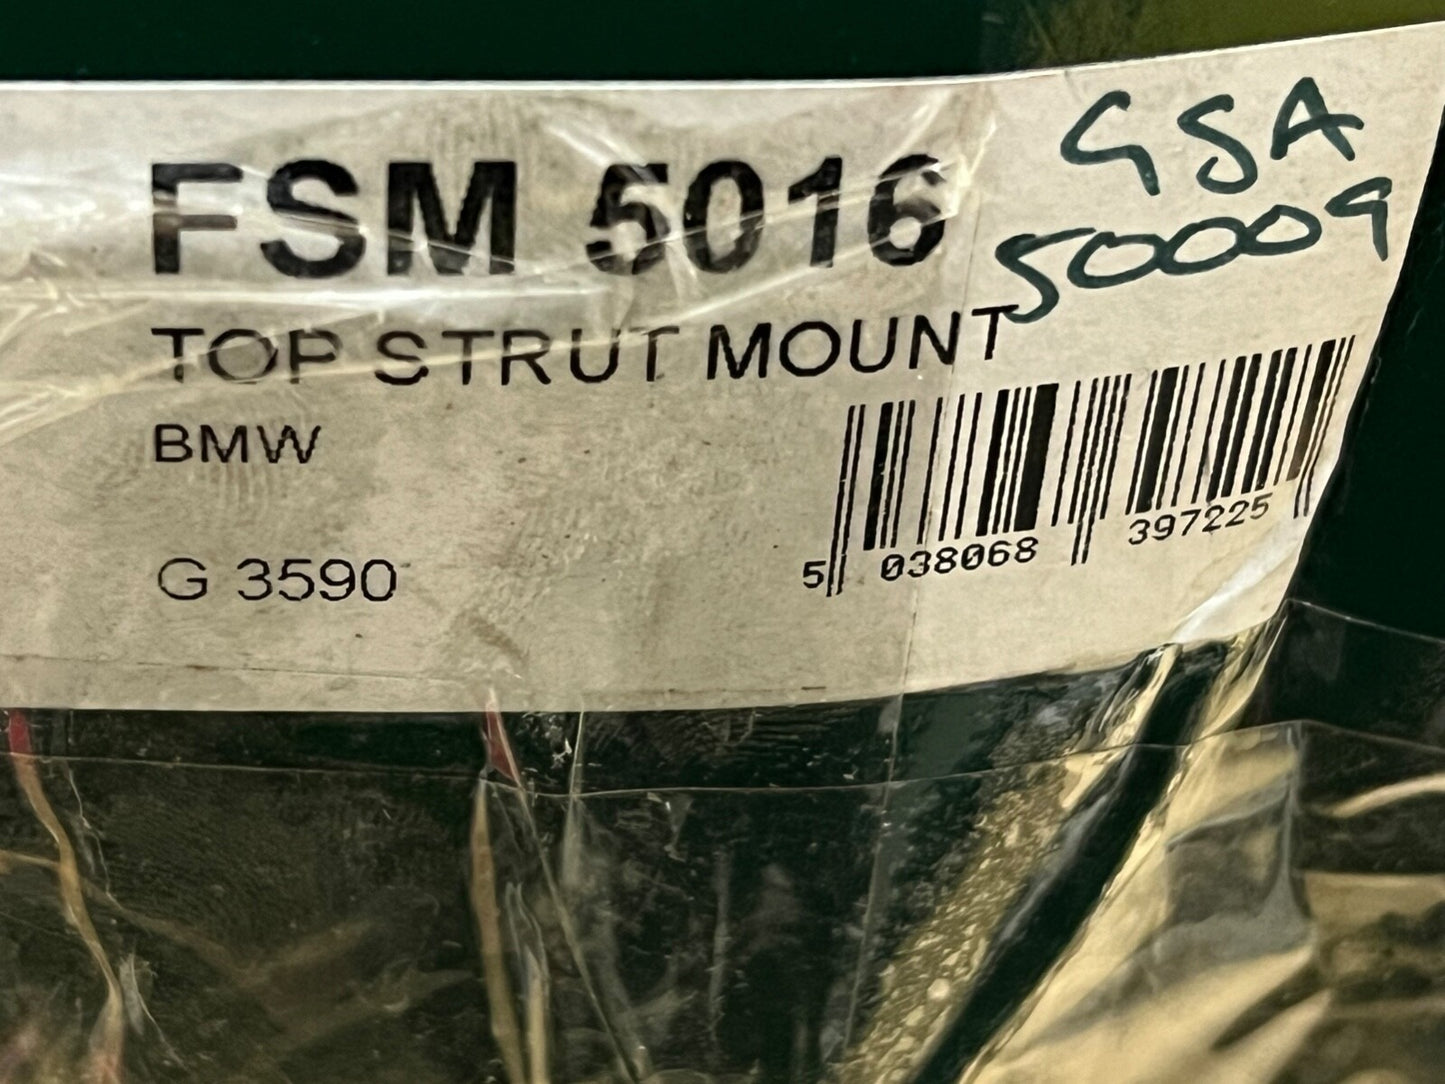 FSM 5016
GSA
50009
TOP STRUT MOUNT
BMW
G 3590
5 038068 397225